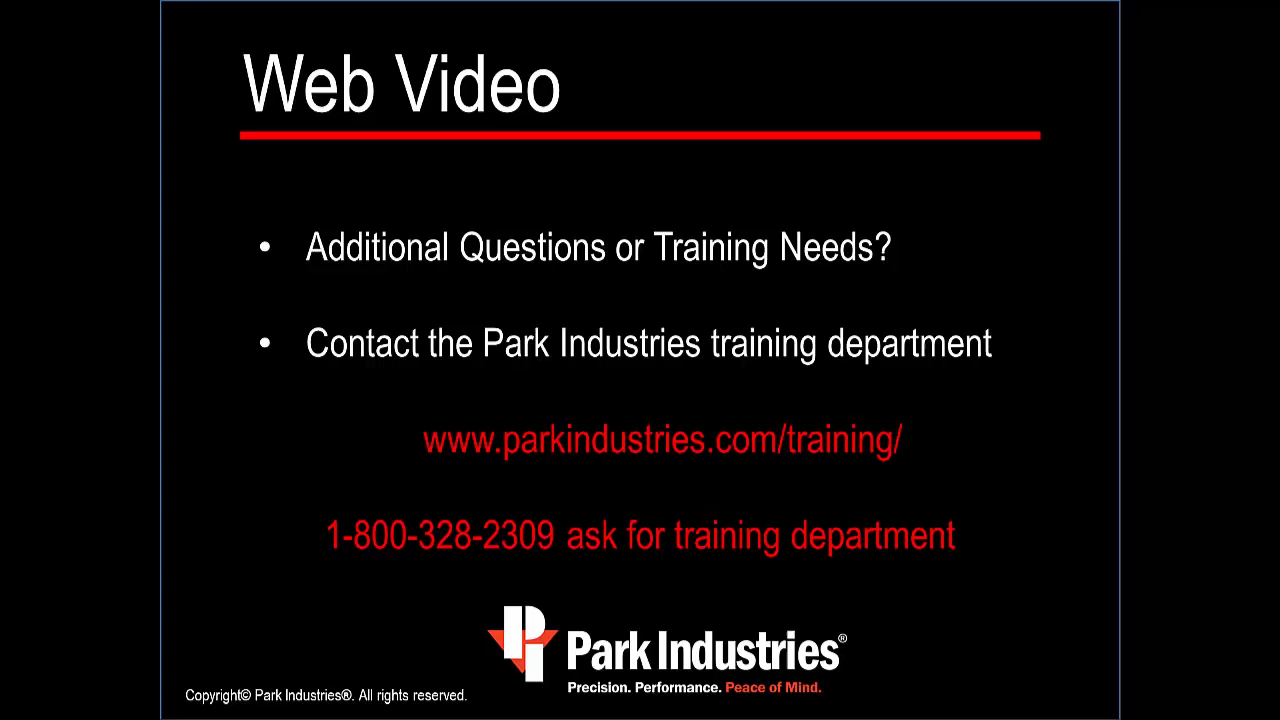 Web Video
• Additional Questions or Training Needs?
• Contact the Park Industries training department
www.parkindustries.com/training/
1-800-328-2309 ask for training department
Park Industries®
Precision. Performance. Peace of Mind.
Copyright© Park Industries®. All rights reserved.